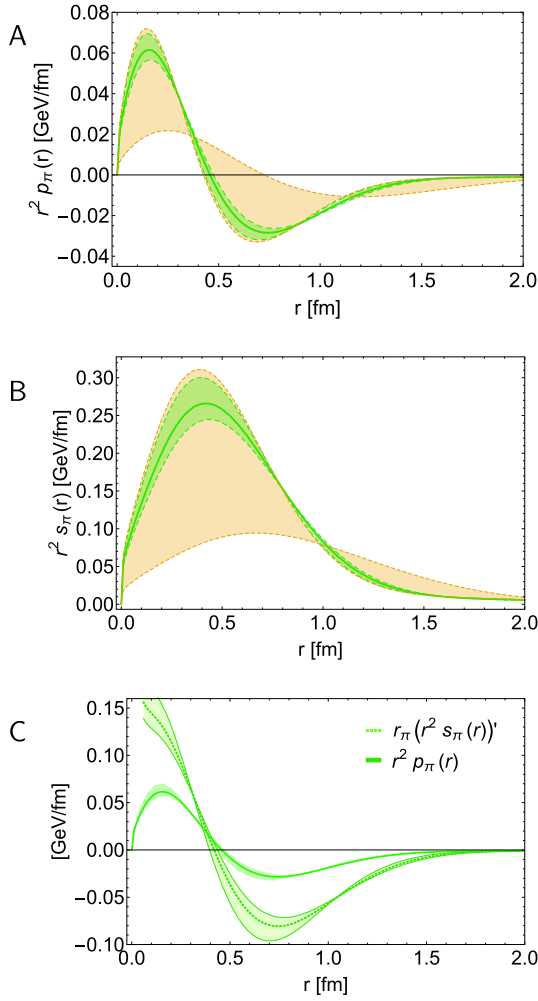 A
0.08
0.06
0.04
0.02
0.00
−0.02
−0.04
r² pπ(r) [GeV/fm]
0.0 0.5 1.0 1.5 2.0
r [fm]
B
0.30
0.25
0.20
0.15
0.10
0.05
0.00
r² sπ(r) [GeV/fm]
0.0 0.5 1.0 1.5 2.0
r [fm]
C
0.15
0.10
0.05
0.00
−0.05
−0.10
[GeV/fm]
rπ(r² sπ(r))'
r² pπ(r)
0.0 0.5 1.0 1.5 2.0
r [fm]